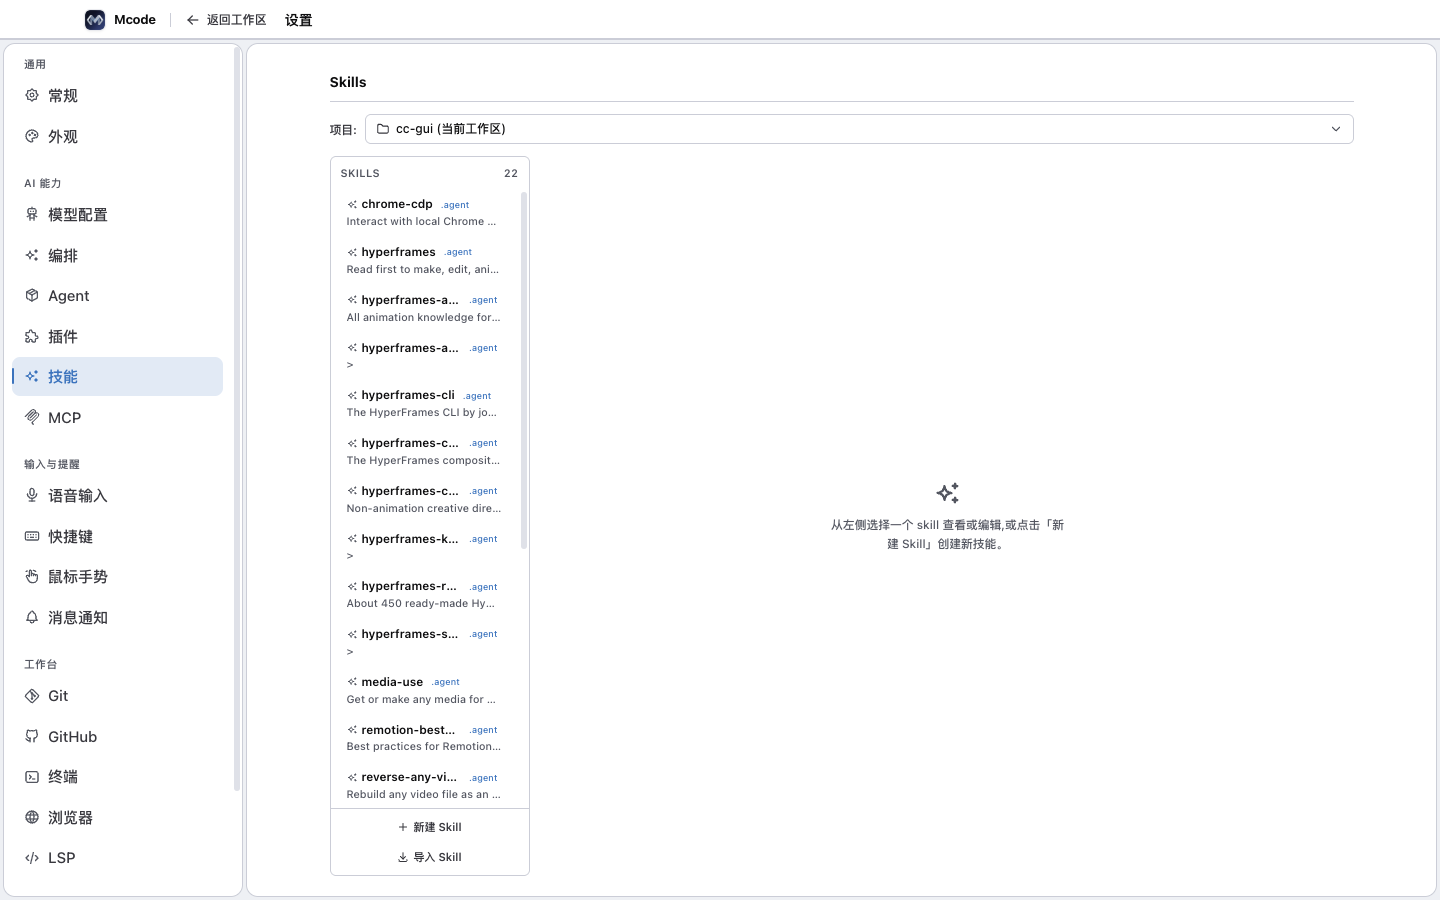 Mcode
返回工作区
设置
通用
常规
外观
AI 能力
模型配置
编排
Agent
插件
技能
MCP
输入与提醒
语音输入
快捷键
鼠标手势
消息通知
工作台
Git
GitHub
终端
浏览器
LSP
Skills
项目:
cc-gui (当前工作区)
SKILLS 22
chrome-cdp .agent
Interact with local Chrome ...
hyperframes .agent
Read first to make, edit, ani...
hyperframes-a... .agent
All animation knowledge for...
hyperframes-a... .agent
>
hyperframes-cli .agent
The HyperFrames CLI by jo...
hyperframes-c... .agent
The HyperFrames composit...
hyperframes-c... .agent
Non-animation creative dire...
hyperframes-k... .agent
>
hyperframes-r... .agent
About 450 ready-made Hy...
hyperframes-s... .agent
>
media-use .agent
Get or make any media for ...
remotion-best... .agent
Best practices for Remotion...
reverse-any-vi... .agent
Rebuild any video file as an ...
新建 Skill
导入 Skill
从左侧选择一个 skill 查看或编辑,或点击「新
建 Skill」创建新技能。